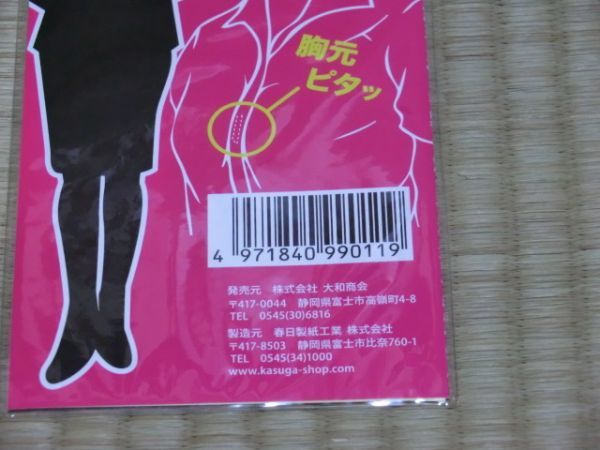 胸元
ピタッ
4 971840 990119
発売元 株式会社 大和商会
〒417-0044 静岡県富士市高嶺町4-8
TEL 0545(30)6816
製造元 春日製紙工業 株式会社
〒417-8503 静岡県富士市比奈760-1
TEL 0545(34)1000
www.kasuga-shop.com